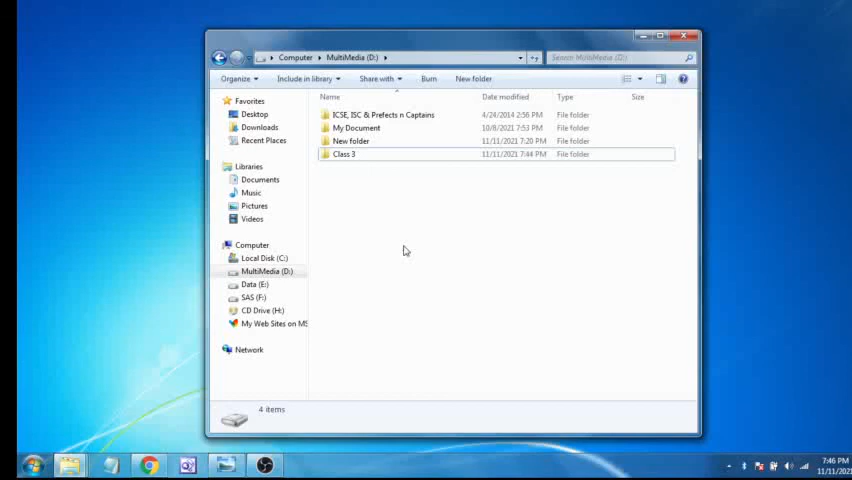 Computer MultiMedia (D:)
Search MultiMedia (D:)
Organize Include in library Share with Burn New folder
Name Date modified Type Size
ICSE, ISC & Prefects n Captains 4/24/2014 2:56 PM File folder
My Document 10/8/2021 7:53 PM File folder
New folder 11/11/2021 7:20 PM File folder
Class 3 11/11/2021 7:44 PM File folder
Favorites
Desktop
Downloads
Recent Places
Libraries
Documents
Music
Pictures
Videos
Computer
Local Disk (C:)
MultiMedia (D:)
Data (E:)
SAS (F:)
CD Drive (H:)
My Web Sites on MS
Network
4 items
7:46 PM
11/11/2021